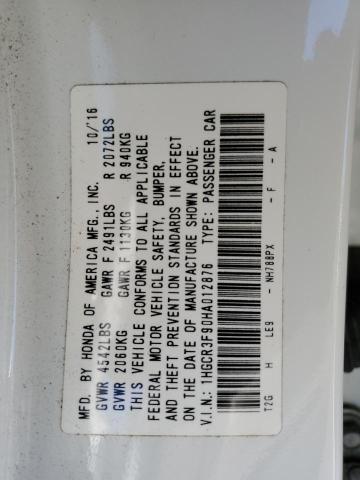 MFD. BY HONDA OF AMERICA MFG., INC. 10/'16
GVWR 4542LBS GAWR F 2491LBS R 2072LBS
GVWR 2060KG GAWR F 1130KG R 940KG
THIS VEHICLE CONFORMS TO ALL APPLICABLE
FEDERAL MOTOR VEHICLE SAFETY, BUMPER,
AND THEFT PREVENTION STANDARDS IN EFFECT
ON THE DATE OF MANUFACTURE SHOWN ABOVE.
V.I.N.: 1HGCR3F90HA012876 TYPE: PASSENGER CAR
T2G H LE9 - NH788PX - F - A